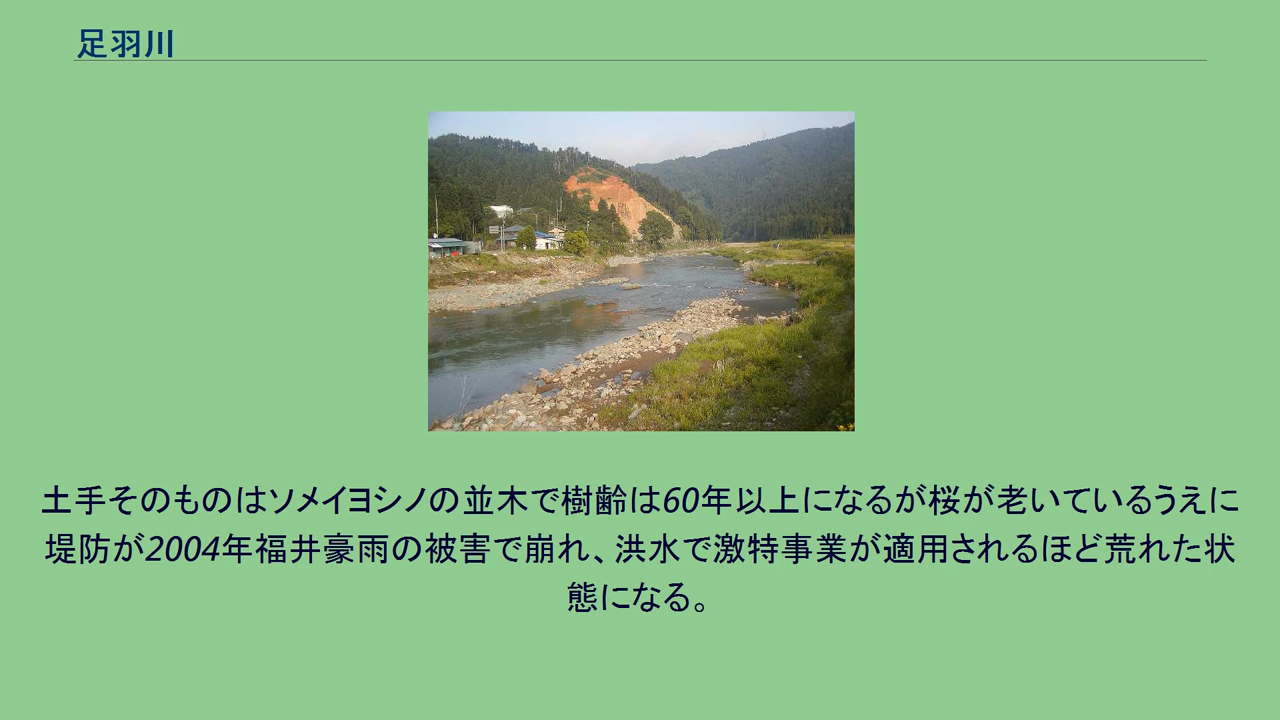 足羽川
土手そのものはソメイヨシノの並木で樹齢は60年以上になるが桜が老いているうえに
堤防が2004年福井豪雨の被害で崩れ、洪水で激特事業が適用されるほど荒れた状
態になる。